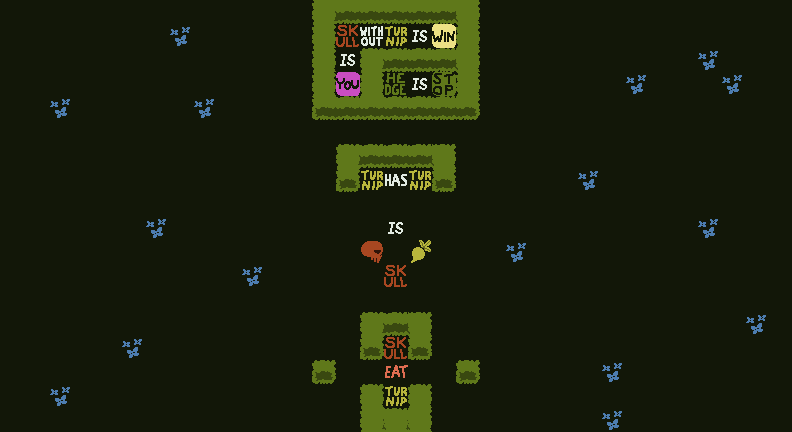 SKULL WITHOUT TURNIP IS WIN
IS
YOU HEDGE IS STOP
TURNIP HAS TURNIP
IS
SKULL
SKULL
EAT
TURNIP